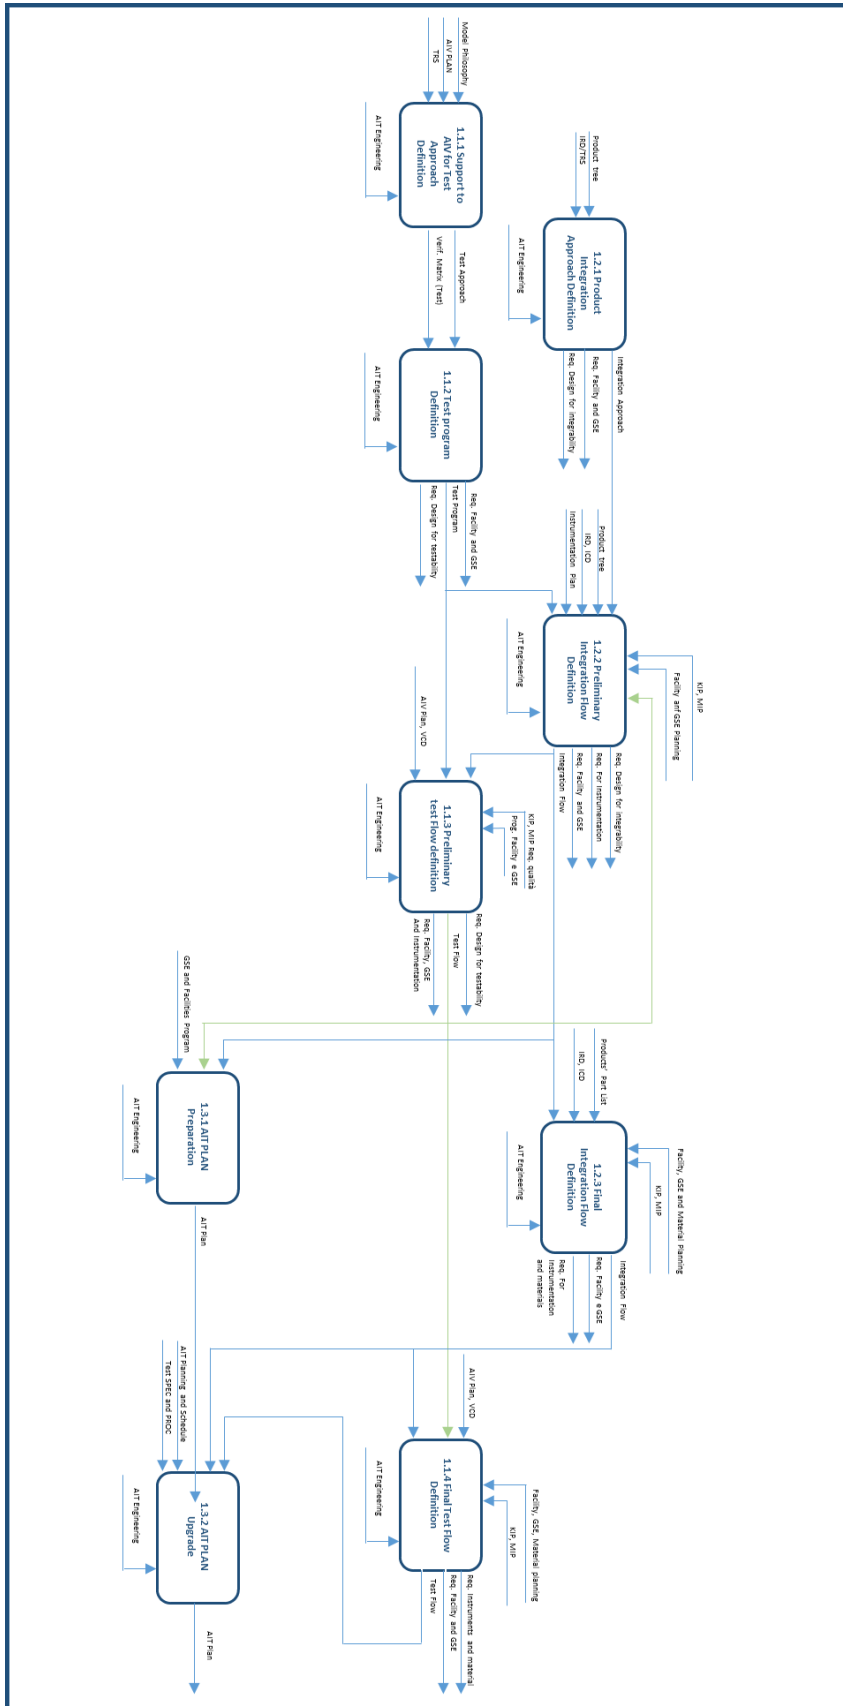 Model Philosophy
AIV PLAN
TRS
AIT Engineering
1.1.1 Support to
AIV for Test
Approach
Definition
Product tree
IRD/TRS
AIT Engineering
1.2.1 Product
Integration
Approach Definition
Test Approach
Verif. Matrix (Test)
Integration Approach
Req. Facility and GSE
Req. Design for integrability
AIT Engineering
1.1.2 Test program
Definition
Req. Facility and GSE
Test Program
Req. Design for testability
Product tree
IRD, ICD
Instrumentation Plan
AIT Engineering
1.2.2 Preliminary
Integration Flow
Definition
KIP, MIP
Facility anf GSE Planning
Req. Design for integrability
Req. For Instrumentation
Req. Facility and GSE
Integration Flow
AIV Plan, VCD
AIT Engineering
1.1.3 Preliminary
test Flow definition
KIP, MIP Req. qualità
Prog. Facility e GSE
Req. Design for testability
Test Flow
Req. Facility, GSE
And Instrumentation
GSE and Facilities Program
AIT Engineering
1.3.1 AIT PLAN
Preparation
AIT Plan
Products' Part List
IRD, ICD
AIT Engineering
1.2.3 Final
Integration Flow
Definition
Facility, GSE and Material Planning
KIP, MIP
Integration Flow
Req. Facility e GSE
Req. For
Instrumentation
and materials
AIV Plan, VCD
AIT Engineering
1.1.4 Final Test Flow
Definition
Facility, GSE, Material planning
KIP, MIP
Req. Instruments and material
Req. Facility and GSE
Test Flow
AIT Planning and Schedule
Test SPEC and PROC
AIT Engineering
1.3.2 AIT PLAN
Upgrade
AIT Plan